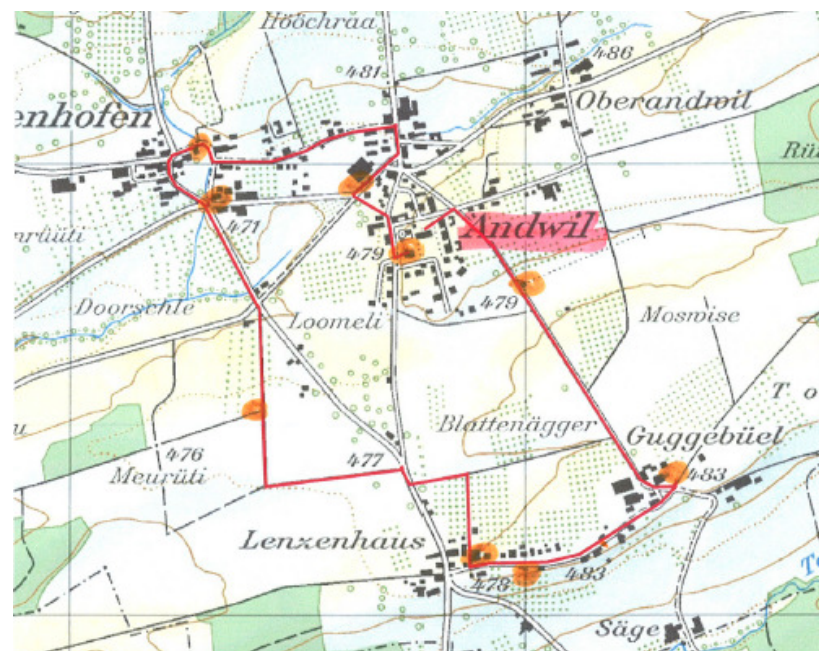 Hööchraa
486
481
Oberandwil
enhofen
Rü
Andwil
471
479
479
Doorschle
Loomeli
Moswise
T o
Blattenägger
Guggebüel
476
477
483
Meurüti
Lenzenhaus
478
483
Säge